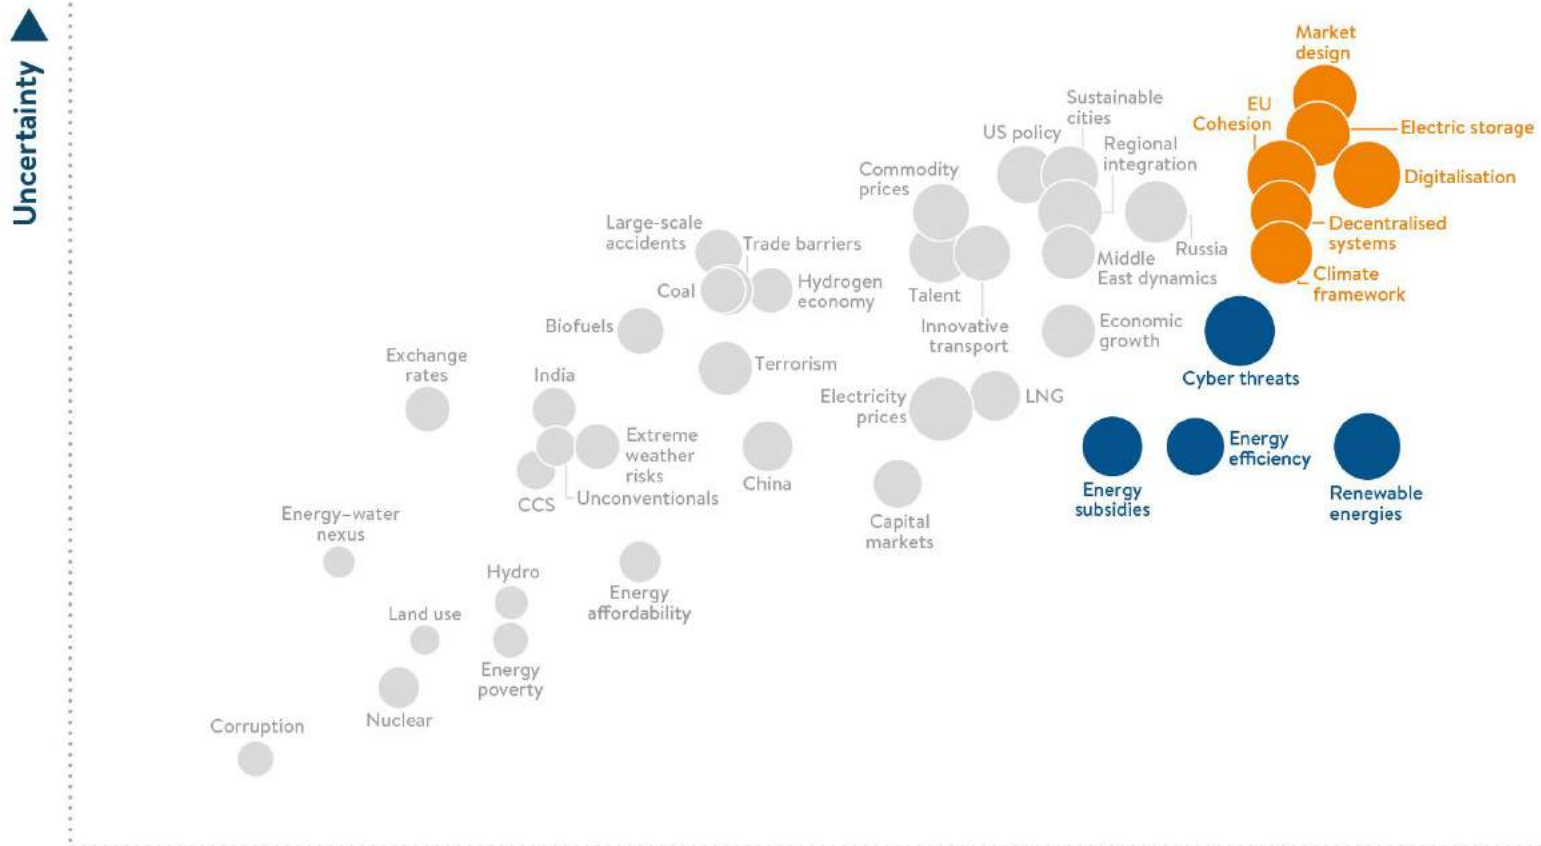 Uncertainty
Market
design
EU
Cohesion
Electric storage
Digitalisation
Decentralised
systems
Climate
framework
Sustainable
cities
US policy
Regional
integration
Commodity
prices
Russia
Middle
East dynamics
Talent
Innovative
transport
Economic
growth
Large-scale
accidents
Trade barriers
Coal
Hydrogen
economy
Biofuels
Terrorism
Exchange
rates
India
Electricity
prices
LNG
Cyber threats
Extreme
weather
risks
Unconventionals
CCS
China
Energy
subsidies
Energy
efficiency
Renewable
energies
Capital
markets
Energy–water
nexus
Hydro
Energy
affordability
Land use
Energy
poverty
Nuclear
Corruption